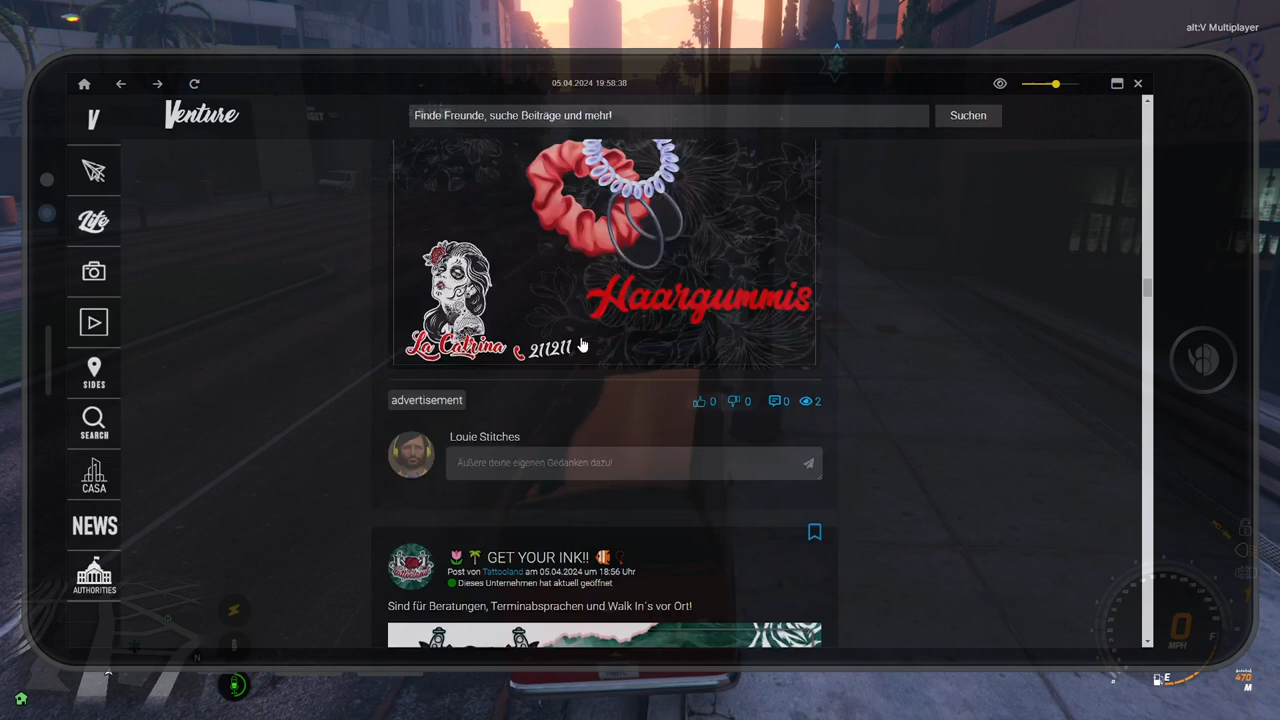 alt:V Multiplayer
05.04.2024 19:58:38
V
Venture
Finde Freunde, suche Beiträge und mehr!
Suchen
Life
SIDES
SEARCH
CASA
NEWS
AUTHORITIES
Haargummis
La Catrina
211211
advertisement
0
0
0
2
Louie Stitches
Äußere deine eigenen Gedanken dazu!
GET YOUR INK!!
Post von Tattooland am 05.04.2024 um 18:56 Uhr
Dieses Unternehmen hat aktuell geöffnet
Sind für Beratungen, Terminabsprachen und Walk In´s vor Ort!
N
0
MPH
F
E
470
M